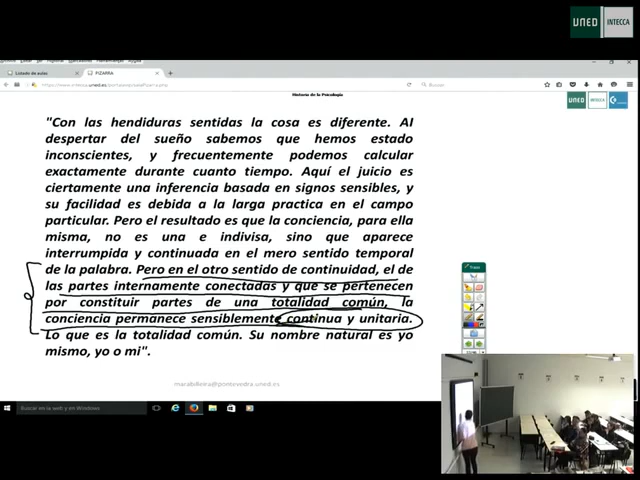 UNED
INTECCA
Listado de aulas
PIZARRA
Buscar
Historia de la Psicología
UNED
INTECCA
"Con las hendiduras sentidas la cosa es diferente. Al
despertar del sueño sabemos que hemos estado
inconscientes, y frecuentemente podemos calcular
exactamente durante cuanto tiempo. Aquí el juicio es
ciertamente una inferencia basada en signos sensibles, y
su facilidad es debida a la larga practica en el campo
particular. Pero el resultado es que la conciencia, para ella
misma, no es una e indivisa, sino que aparece
interrumpida y continuada en el mero sentido temporal
de la palabra. Pero en el otro sentido de continuidad, el de
las partes internamente conectadas y que se pertenecen
por constituir partes de una totalidad común, la
conciencia permanece sensiblemente continua y unitaria.
Lo que es la totalidad común. Su nombre natural es yo
mismo, yo o mi".
Buscar en la web y en Windows